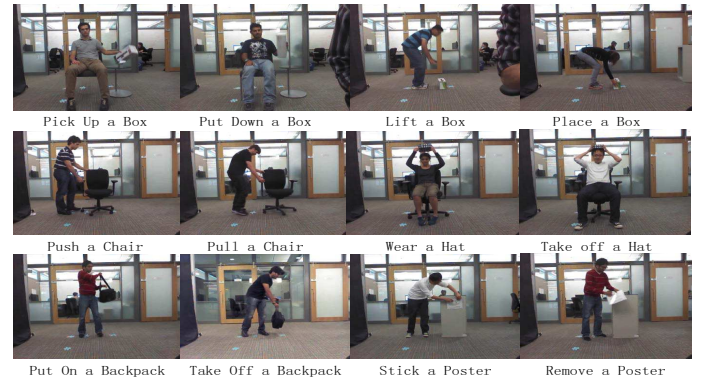 Pick Up a Box Put Down a Box Lift a Box Place a Box
Push a Chair Pull a Chair Wear a Hat Take off a Hat
Put On a Backpack Take Off a Backpack Stick a Poster Remove a Poster